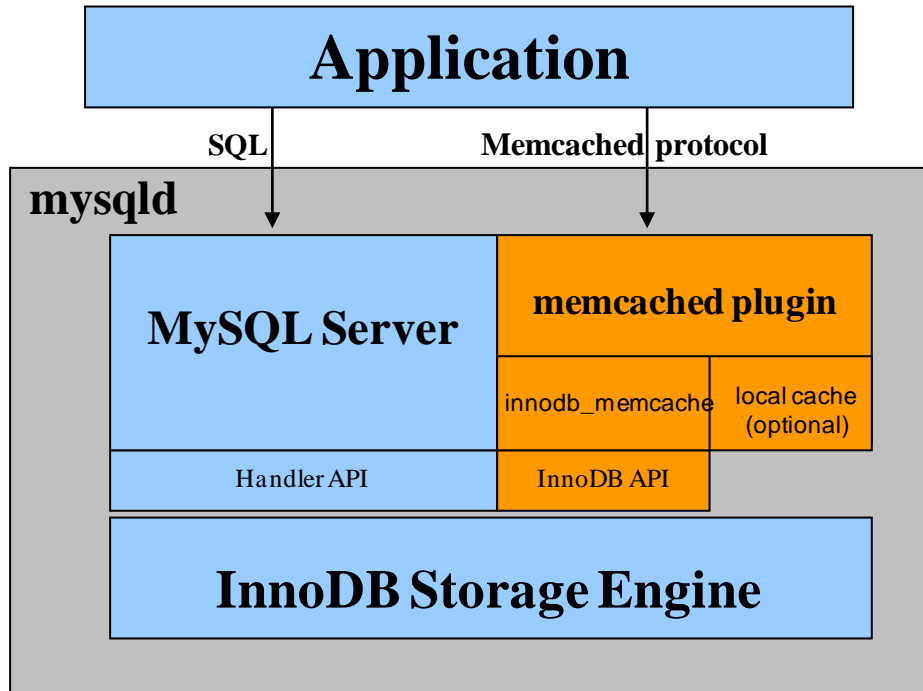 Application
SQL
Memcached protocol
mysqld
MySQL Server
memcached plugin
innodb_memcache
local cache
(optional)
Handler API
InnoDB API
InnoDB Storage Engine